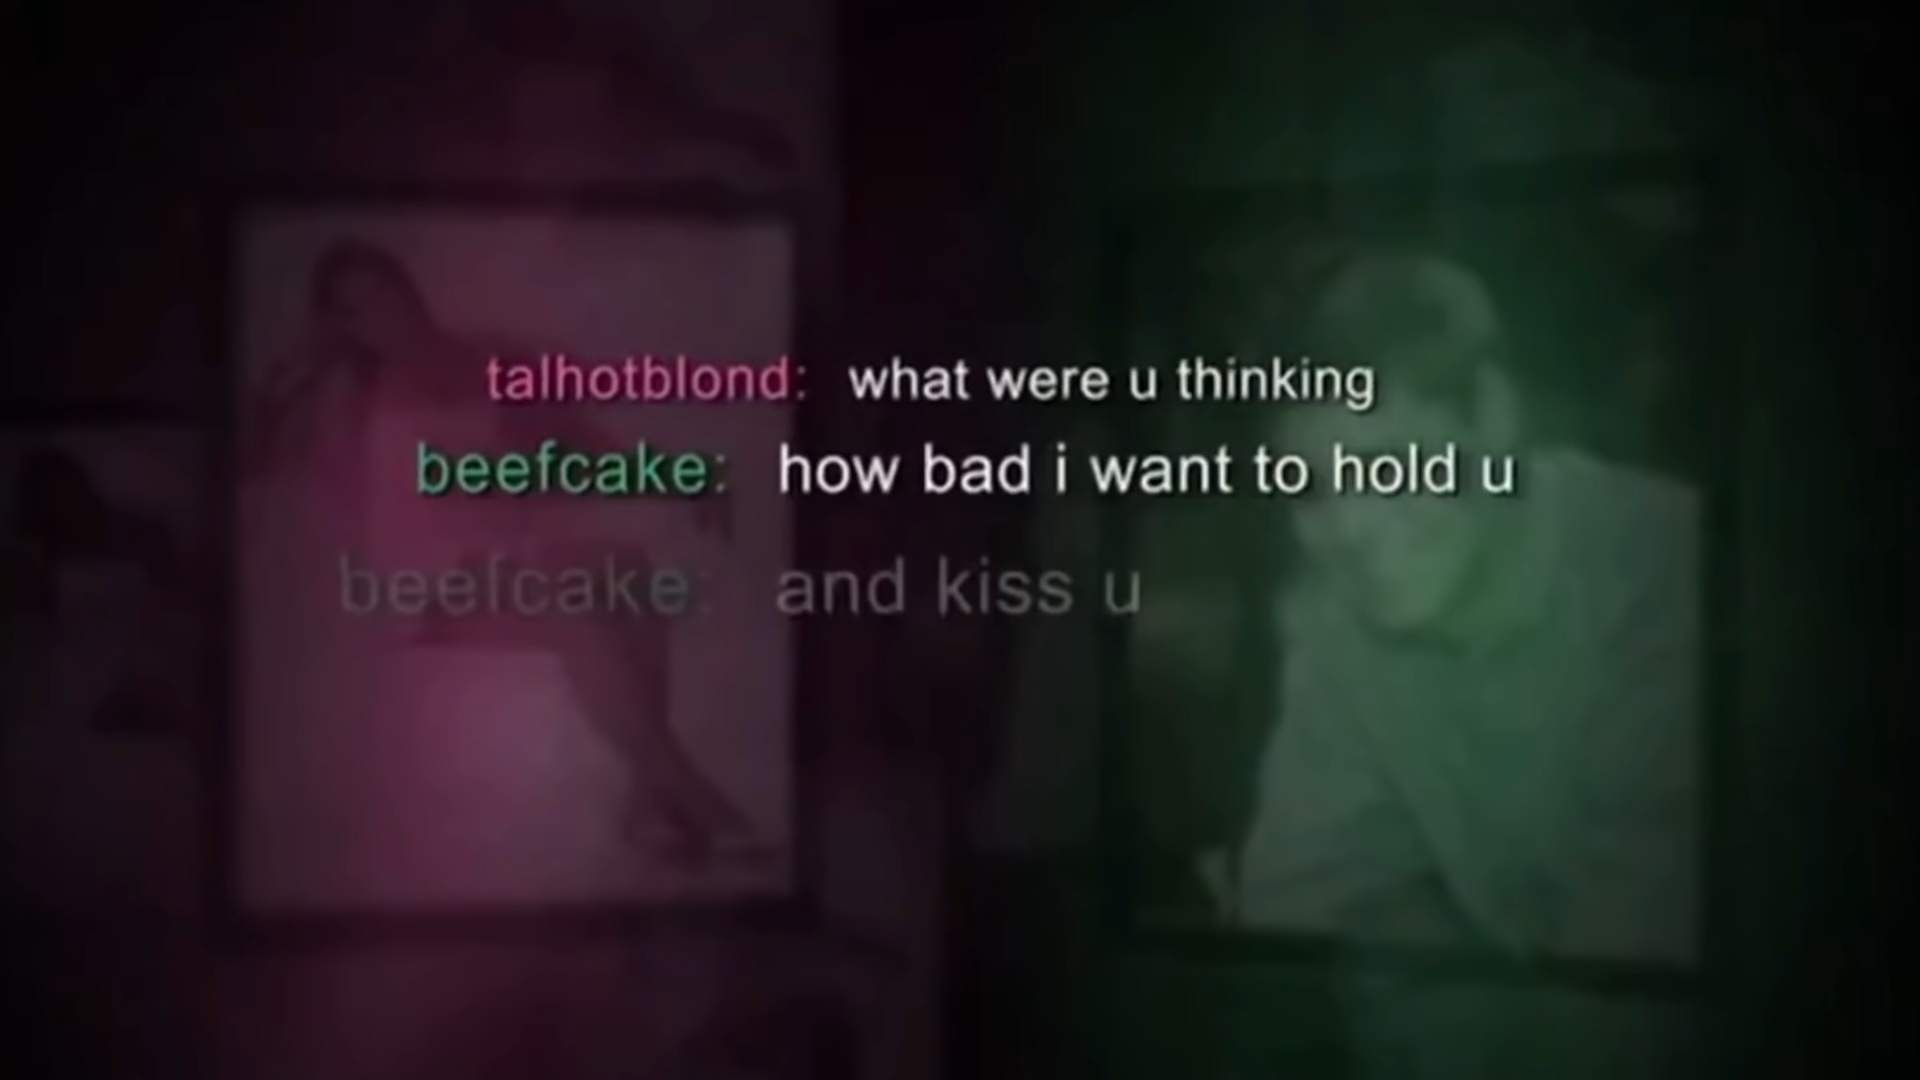 talhotblond: what were u thinking
beefcake: how bad i want to hold u
beefcake: and kiss u